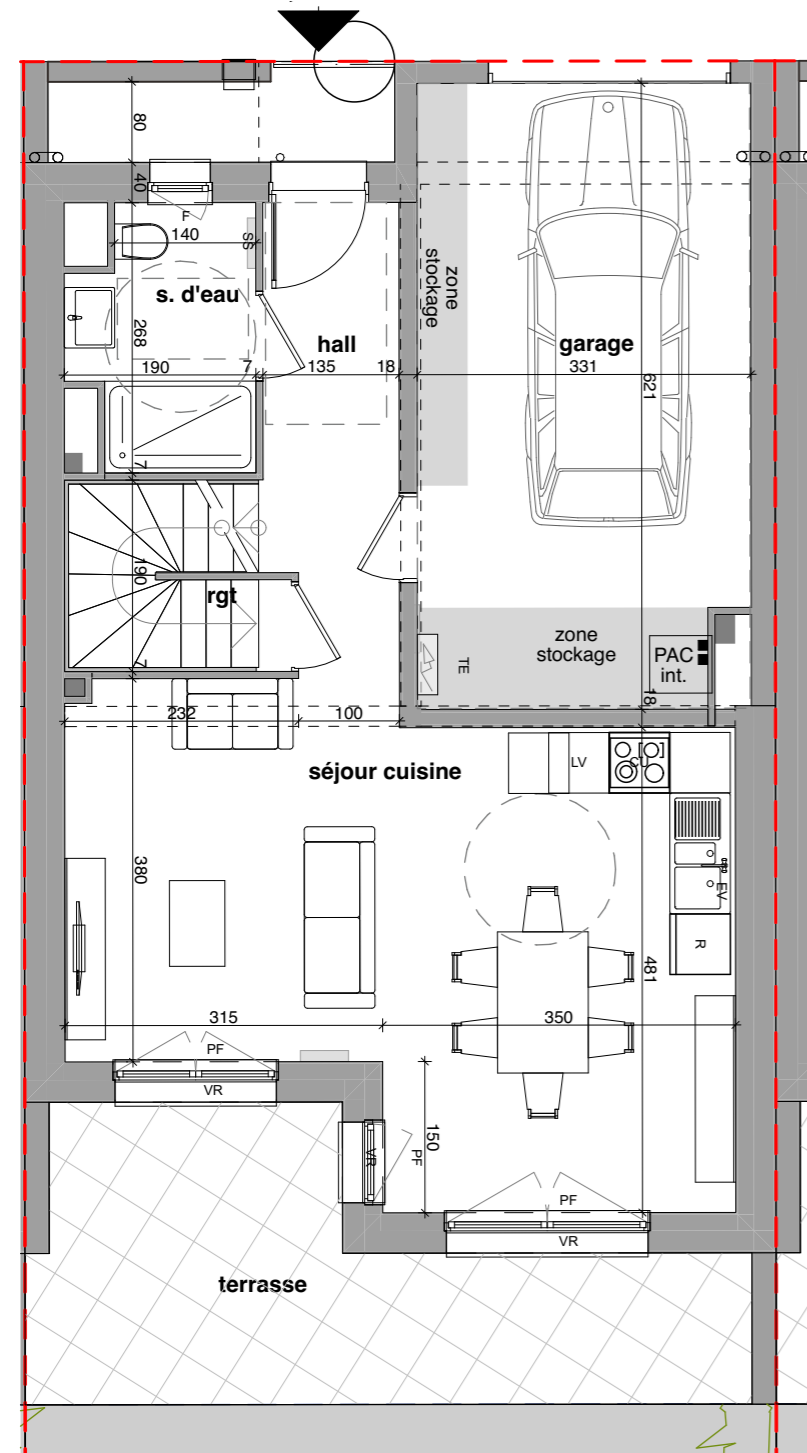 80
40
F
140
SS
s. d'eau
268
hall
190
7
135
18
zone
stockage
garage
331
621
7
190
rgt
7
zone
stockage
TE
PAC
int.
18
232
100
séjour cuisine
LV
CU
EV
R
380
481
315
350
PF
VR
150
VR
PF
PF
VR
terrasse